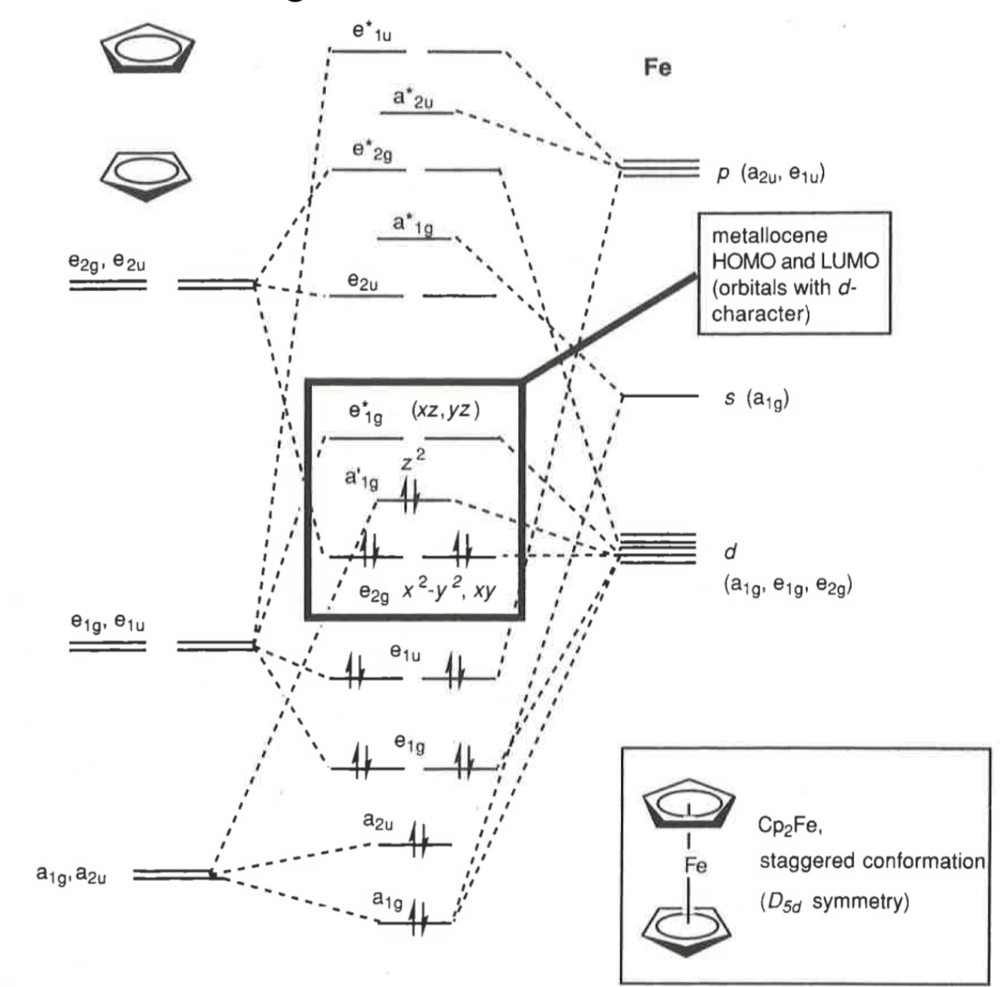 e*1u
Fe
a*2u
e*2g
p (a2u, e1u)
a*1g
metallocene
HOMO and LUMO
(orbitals with d-
character)
e2g, e2u
e2u
s (a1g)
e*1g (xz, yz)
z2
a'1g
d
(a1g, e1g, e2g)
e2g x2-y2, xy
e1g, e1u
e1u
e1g
a2u
a1g, a2u
a1g
Cp2Fe,
Fe
staggered conformation
(D5d symmetry)